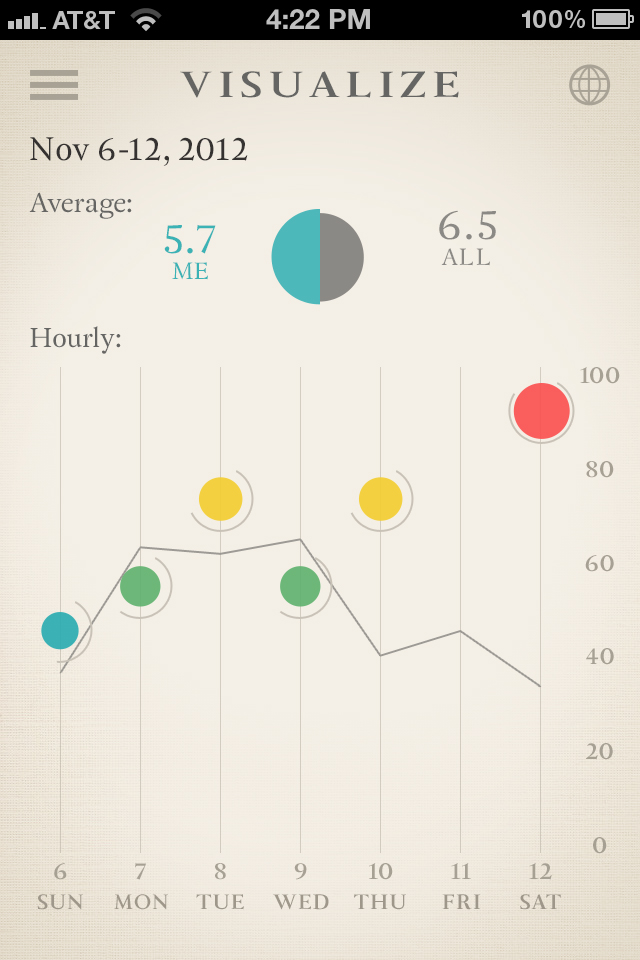 AT&T 4:22 PM 100%
VISUALIZE
Nov 6-12, 2012
Average:
5.7 6.5
ME ALL
Hourly:
100
80
60
40
20
0
6 7 8 9 10 11 12
SUN MON TUE WED THU FRI SAT